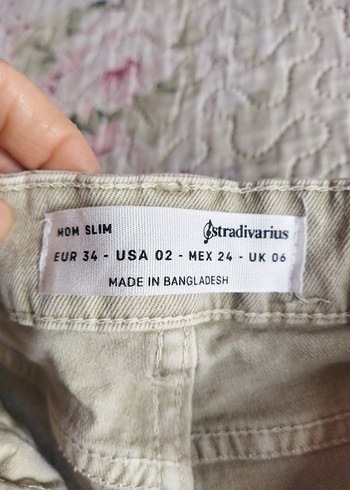 MOM SLIM stradivarius
EUR 34 - USA 02 - MEX 24 - UK 06
MADE IN BANGLADESH